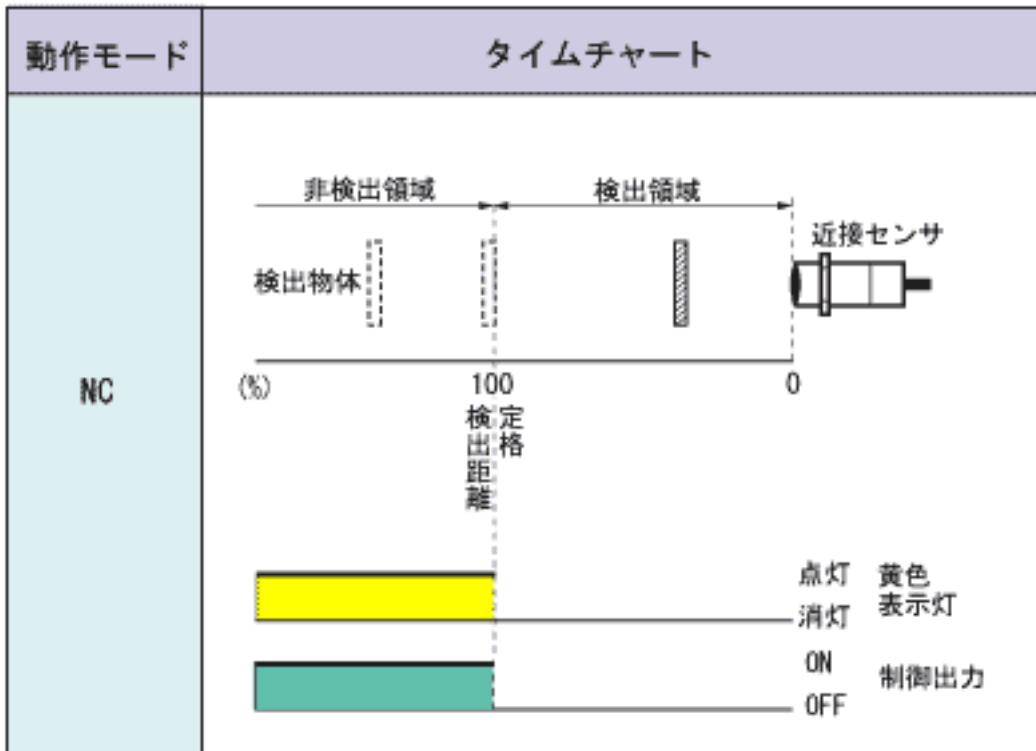 動作モード
タイムチャート
NC
非検出領域
検出領域
近接センサ
検出物体
(%)
100
0
定格
検出距離
点灯
消灯
黄色
表示灯
ON
OFF
制御出力